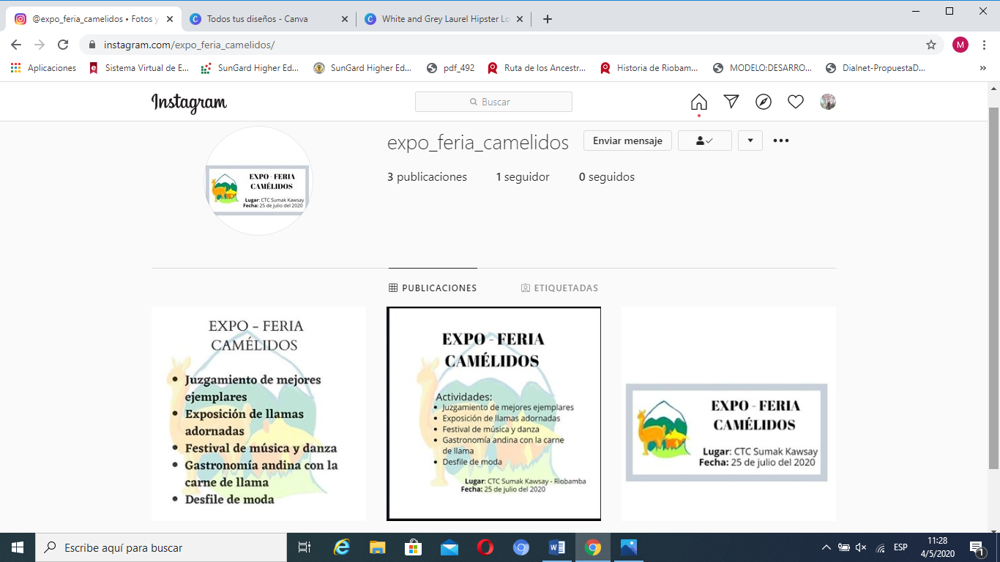 @expo_feria_camelidos • Fotos y
Todos tus diseños - Canva
White and Grey Laurel Hipster Lo
instagram.com/expo_feria_camelidos/
M
Aplicaciones
Sistema Virtual de E...
SunGard Higher Ed...
SunGard Higher Ed...
pdf_492
Ruta de los Ancestr...
Historia de Riobam...
MODELO:DESARRO...
Dialnet-PropuestaD...
Instagram
Buscar
expo_feria_camelidos
Enviar mensaje
3 publicaciones
1 seguidor
0 seguidos
EXPO - FERIA
CAMÉLIDOS
Lugar: CTC Sumak Kawsay
Fecha: 25 de julio del 2020
PUBLICACIONES
ETIQUETADAS
EXPO – FERIA
CAMÉLIDOS
• Juzgamiento de mejores
ejemplares
• Exposición de llamas
adornadas
• Festival de música y danza
• Gastronomía andina con la
carne de llama
• Desfile de moda
EXPO - FERIA
CAMÉLIDOS
Actividades:
• Juzgamiento de mejores ejemplares
• Exposición de llamas adornadas
• Festival de música y danza
• Gastronomía andina con la carne
de llama
• Desfile de moda
Lugar: CTC Sumak Kawsay - Riobamba
Fecha: 25 de julio del 2020
EXPO - FERIA
CAMÉLIDOS
Lugar: CTC Sumak Kawsay
Fecha: 25 de julio del 2020
Escribe aquí para buscar
ESP
11:28
4/5/2020
1